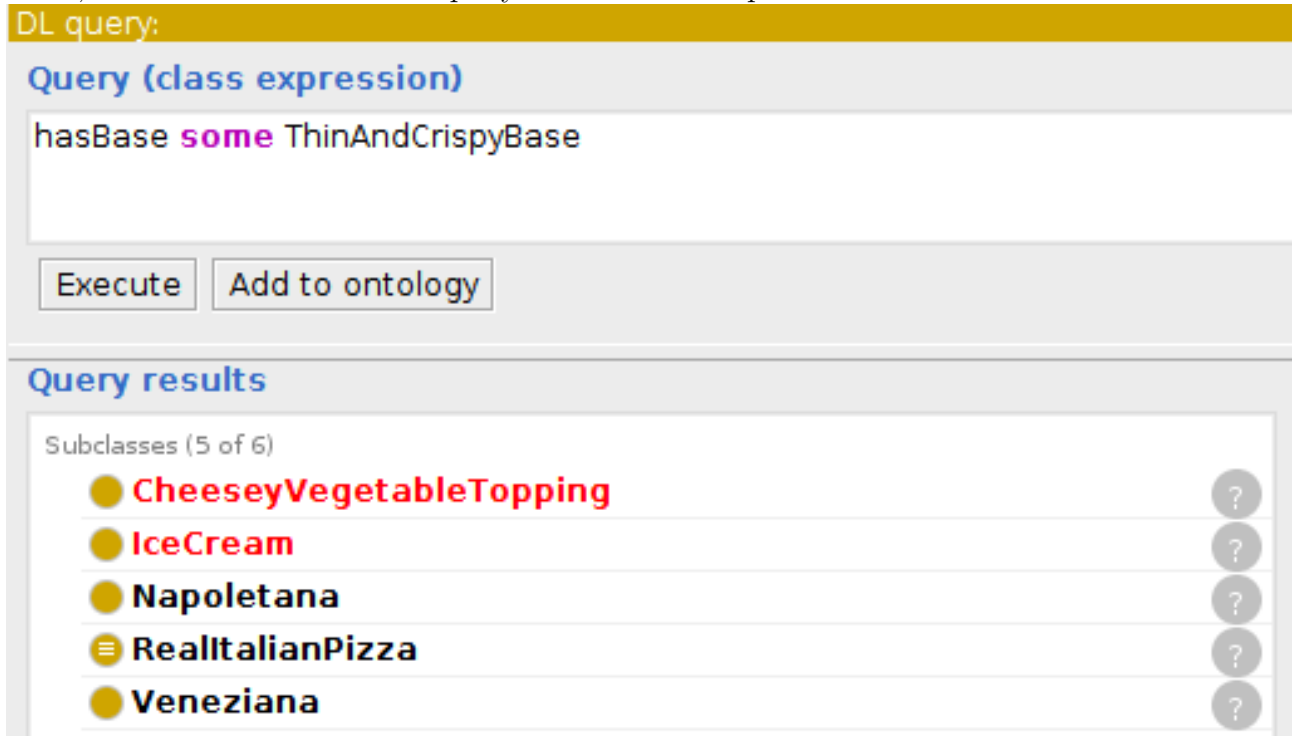 DL query:
Query (class expression)
hasBase some ThinAndCrispyBase
Execute Add to ontology
Query results
Subclasses (5 of 6)
CheeseyVegetableTopping ?
IceCream ?
Napoletana ?
RealItalianPizza ?
Veneziana ?